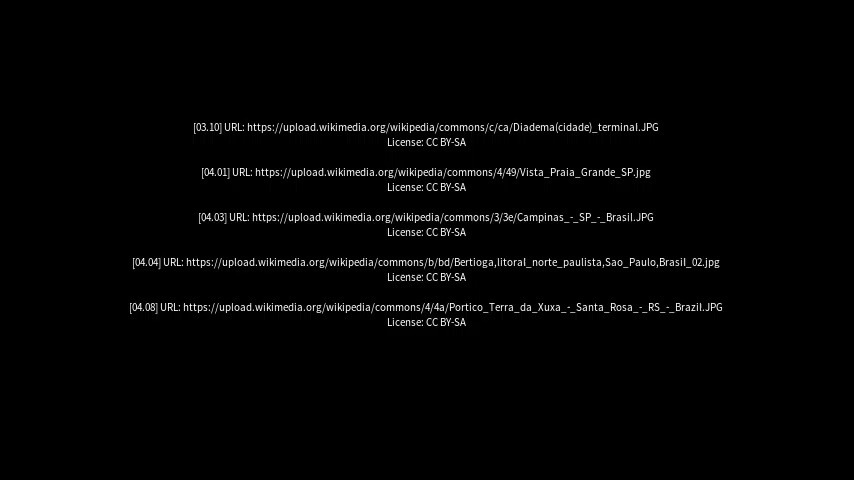 [03.10] URL: https://upload.wikimedia.org/wikipedia/commons/c/ca/Diadema(cidade)_terminal.JPG
License: CC BY-SA
[04.01] URL: https://upload.wikimedia.org/wikipedia/commons/4/49/Vista_Praia_Grande_SP.jpg
License: CC BY-SA
[04.03] URL: https://upload.wikimedia.org/wikipedia/commons/3/3e/Campinas_-_SP_-_Brasil.JPG
License: CC BY-SA
[04.04] URL: https://upload.wikimedia.org/wikipedia/commons/b/bd/Bertioga,litoral_norte_paulista,Sao_Paulo,Brasil_02.jpg
License: CC BY-SA
[04.08] URL: https://upload.wikimedia.org/wikipedia/commons/4/4a/Portico_Terra_da_Xuxa_-_Santa_Rosa_-_RS_-_Brazil.JPG
License: CC BY-SA